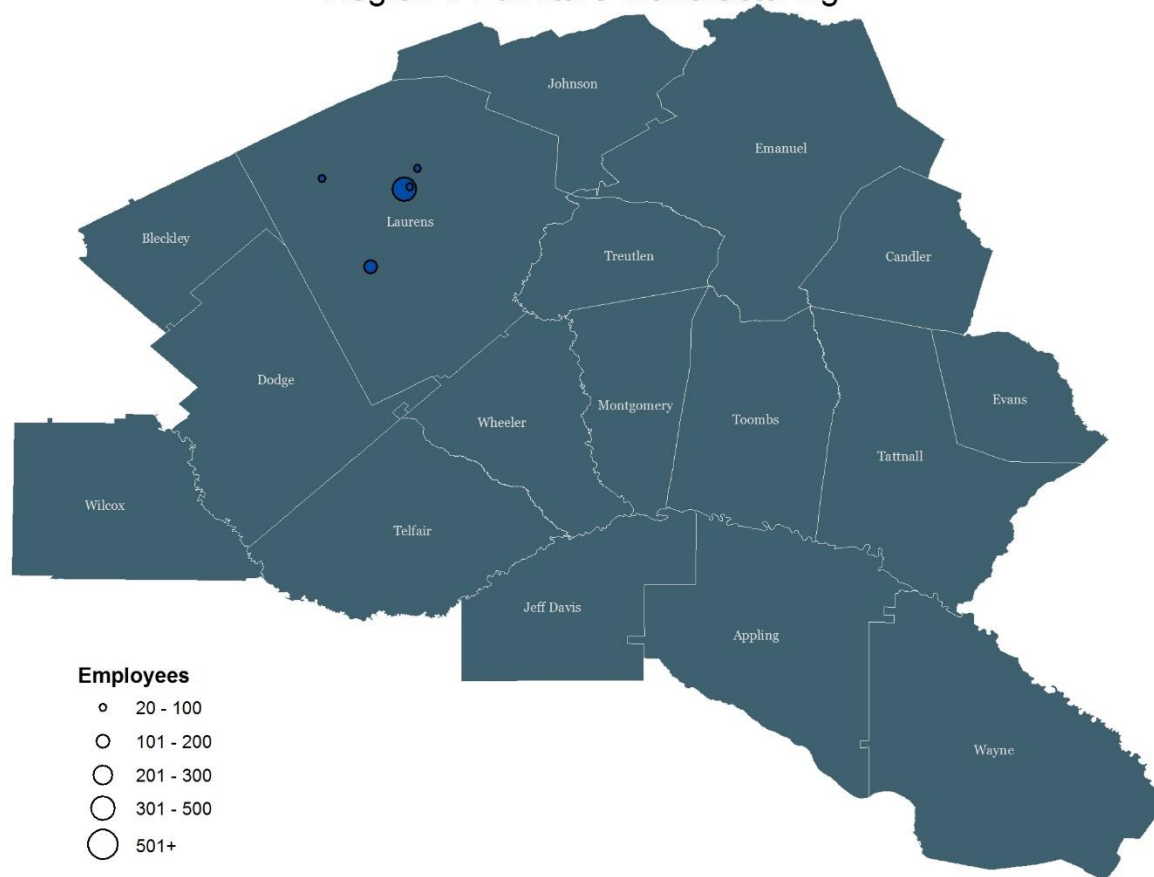 Johnson
Emanuel
Laurens
Bleckley
Treutlen
Candler
Dodge
Evans
Wheeler
Montgomery
Toombs
Tattnall
Wilcox
Telfair
Jeff Davis
Appling
Wayne
Employees
20 - 100
101 - 200
201 - 300
301 - 500
501+